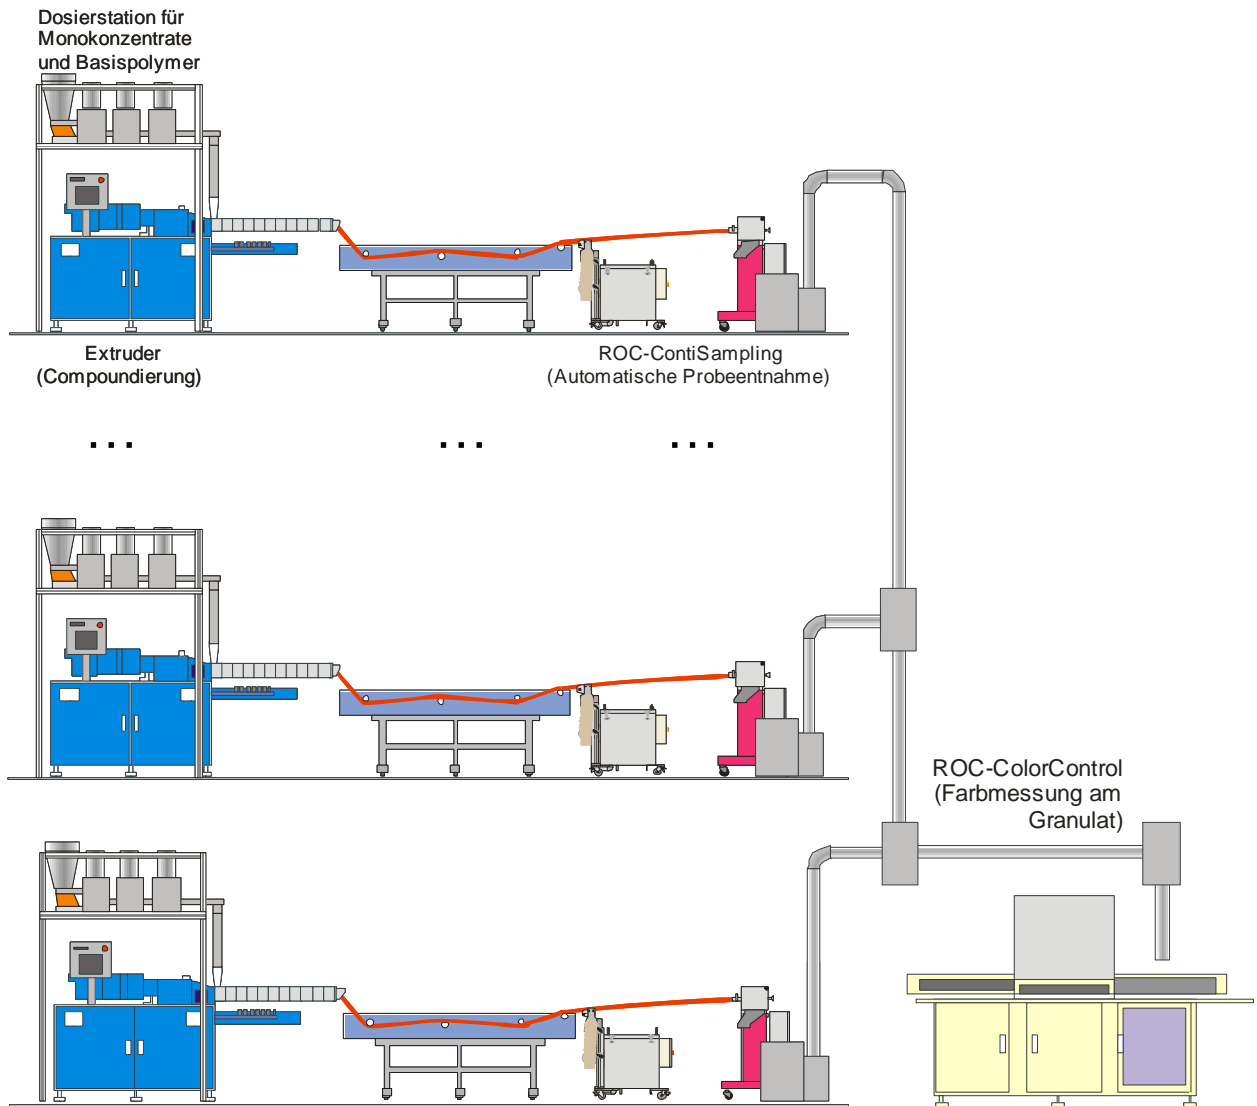 Dosierstation für
Monokonzentrate
und Basispolymer
Extruder
(Compoundierung)
ROC-ContiSampling
(Automatische Probeentnahme)
... ... ...
ROC-ColorControl
(Farbmessung am
Granulat)